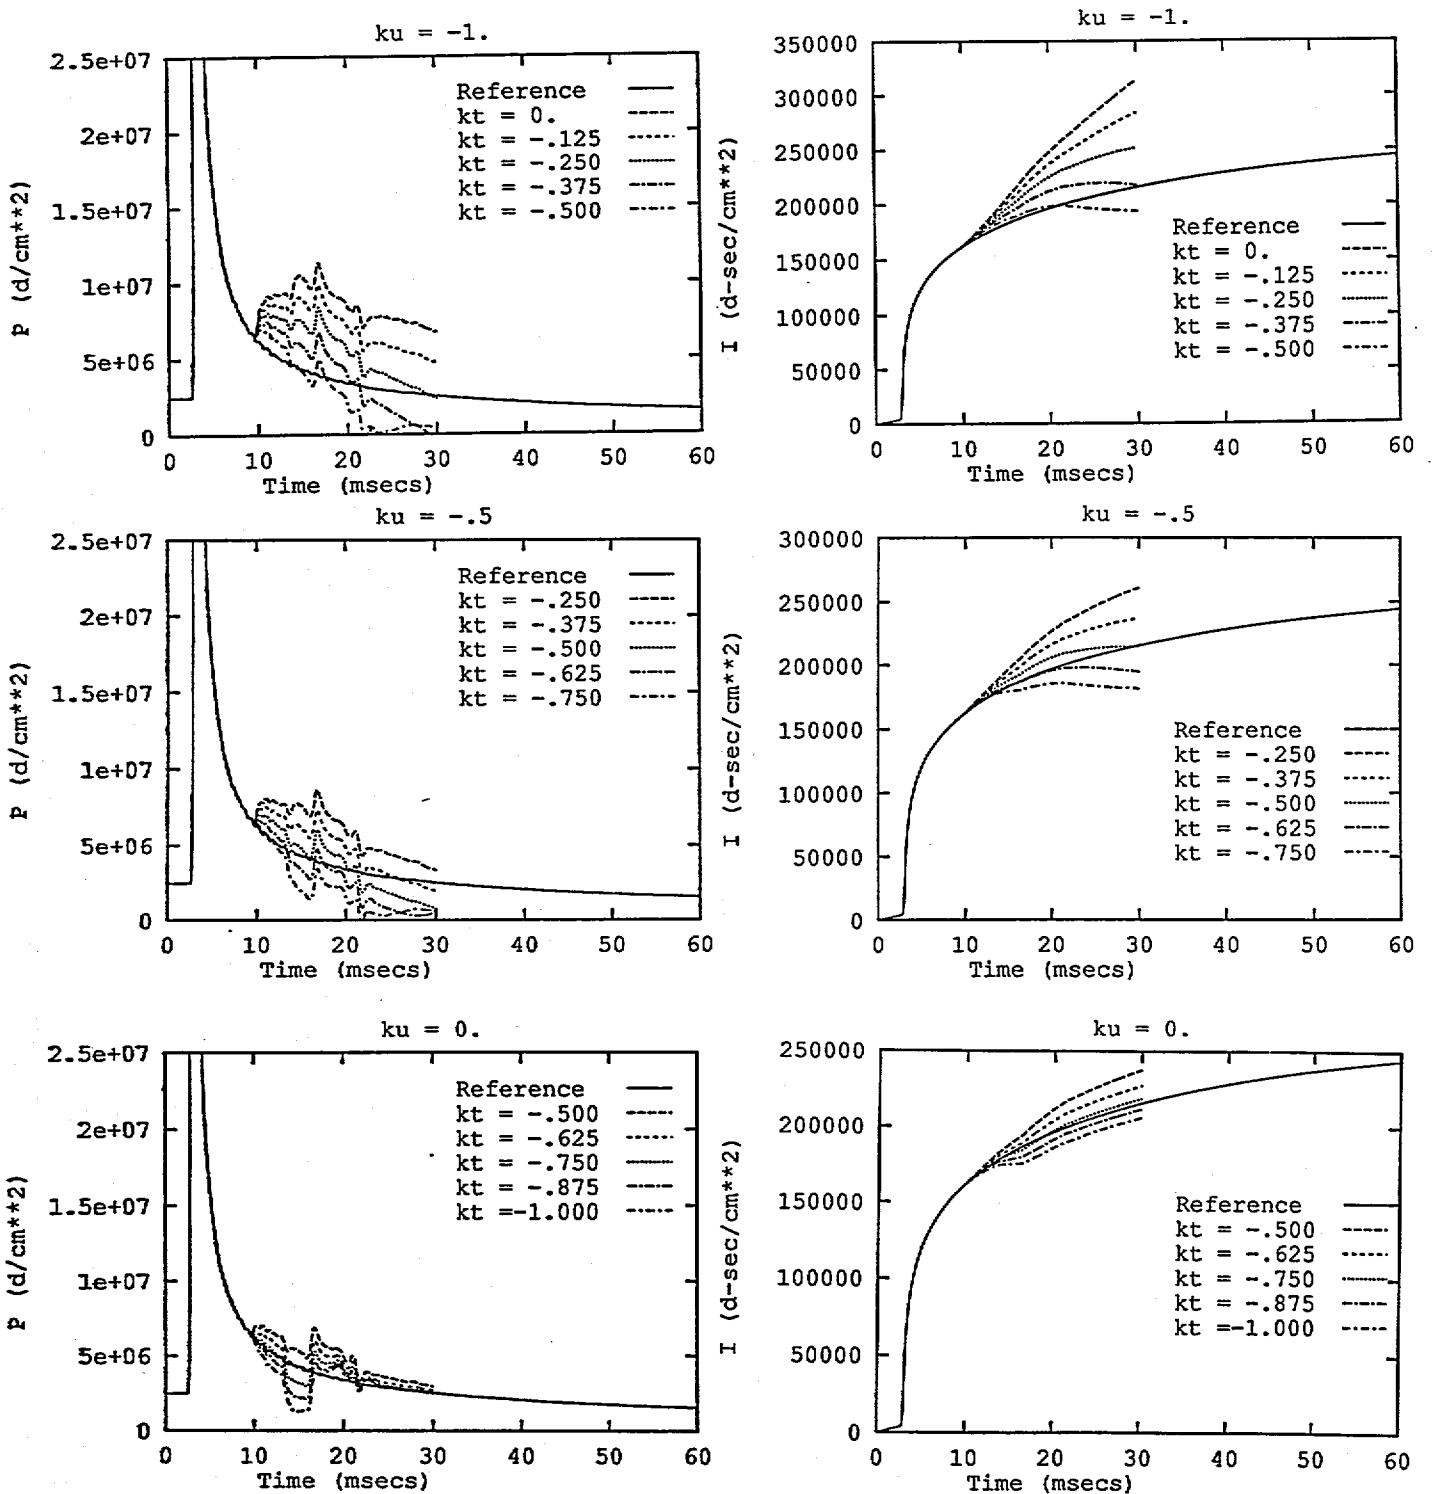 ku = -1.
2.5e+07
2e+07
1.5e+07
1e+07
5e+06
0
p (d/cm**2)
Reference
kt = 0.
kt = -.125
kt = -.250
kt = -.375
kt = -.500
0 10 20 30 40 50 60
Time (msecs)
ku = -1.
350000
300000
250000
200000
150000
100000
50000
0
I (d-sec/cm**2)
Reference
kt = 0.
kt = -.125
kt = -.250
kt = -.375
kt = -.500
0 10 20 30 40 50 60
Time (msecs)
ku = -.5
2.5e+07
2e+07
1.5e+07
1e+07
5e+06
0
p (d/cm**2)
Reference
kt = -.250
kt = -.375
kt = -.500
kt = -.625
kt = -.750
0 10 20 30 40 50 60
Time (msecs)
ku = -.5
300000
250000
200000
150000
100000
50000
0
I (d-sec/cm**2)
Reference
kt = -.250
kt = -.375
kt = -.500
kt = -.625
kt = -.750
0 10 20 30 40 50 60
Time (msecs)
ku = 0.
2.5e+07
2e+07
1.5e+07
1e+07
5e+06
0
p (d/cm**2)
Reference
kt = -.500
kt = -.625
kt = -.750
kt = -.875
kt =-1.000
0 10 20 30 40 50 60
Time (msecs)
ku = 0.
250000
200000
150000
100000
50000
0
I (d-sec/cm**2)
Reference
kt = -.500
kt = -.625
kt = -.750
kt = -.875
kt =-1.000
0 10 20 30 40 50 60
Time (msecs)